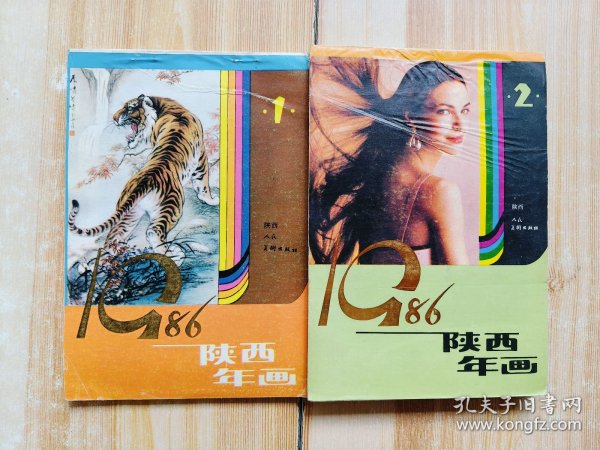 ·1·
陕西
人民
美术出版社
1986
陕西
年画
·2·
陕西
人民
美术出版社
1986
陕西
年画
孔夫子旧书网
kongfz.com